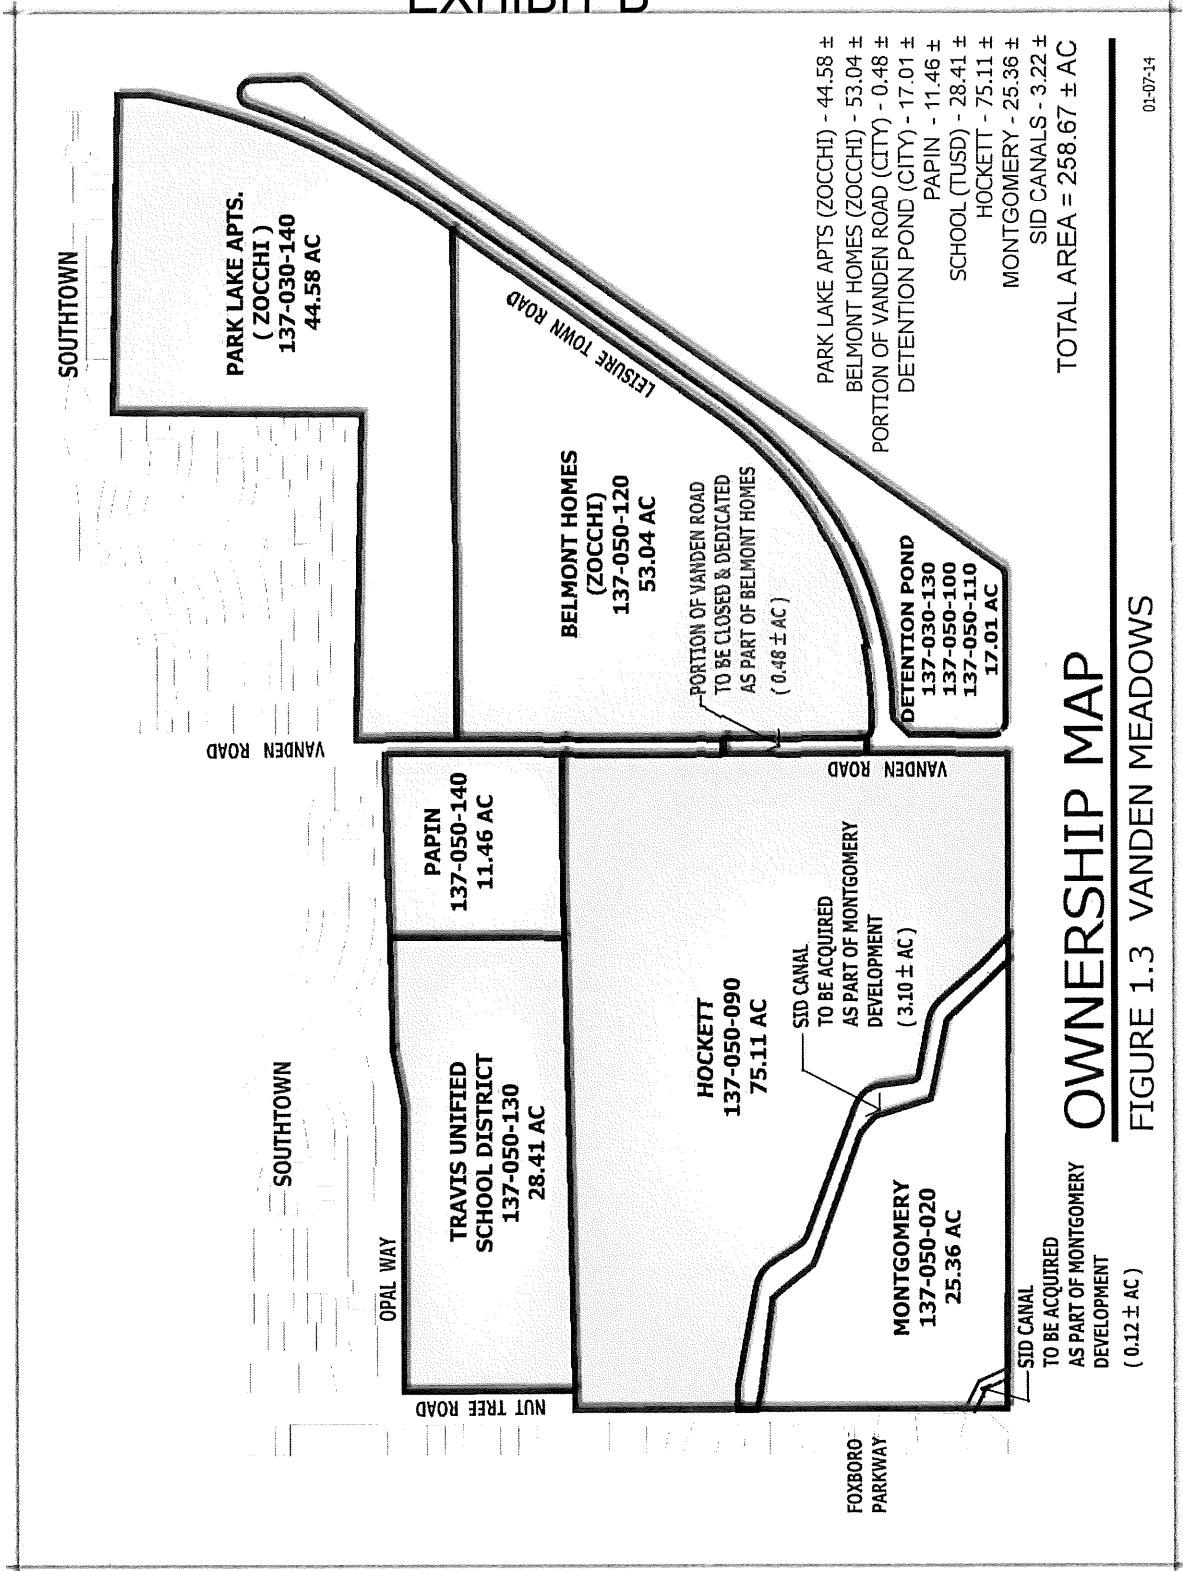 EXHIBIT B
SOUTHTOWN
PARK LAKE APTS.
( ZOCCHI )
137-030-140
44.58 AC
LEISURE TOWN ROAD
BELMONT HOMES
(ZOCCHI)
137-050-120
53.04 AC
PORTION OF VANDEN ROAD
TO BE CLOSED & DEDICATED
AS PART OF BELMONT HOMES
( 0.48 ± AC )
DETENTION POND
137-030-130
137-050-100
137-050-110
17.01 AC
VANDEN ROAD
VANDEN ROAD
PAPIN
137-050-140
11.46 AC
SOUTHTOWN
OPAL WAY
TRAVIS UNIFIED
SCHOOL DISTRICT
137-050-130
28.41 AC
NUT TREE ROAD
HOCKETT
137-050-090
75.11 AC
SID CANAL
TO BE ACQUIRED
AS PART OF MONTGOMERY
DEVELOPMENT
( 3.10 ± AC )
MONTGOMERY
137-050-020
25.36 AC
SID CANAL
TO BE ACQUIRED
AS PART OF MONTGOMERY
DEVELOPMENT
( 0.12 ± AC )
FOXBORO
PARKWAY
PARK LAKE APTS (ZOCCHI) - 44.58 ±
BELMONT HOMES (ZOCCHI) - 53.04 ±
PORTION OF VANDEN ROAD (CITY) - 0.48 ±
DETENTION POND (CITY) - 17.01 ±
PAPIN - 11.46 ±
SCHOOL (TUSD) - 28.41 ±
HOCKETT - 75.11 ±
MONTGOMERY - 25.36 ±
SID CANALS - 3.22 ±
TOTAL AREA = 258.67 ± AC
OWNERSHIP MAP
FIGURE 1.3 VANDEN MEADOWS
01-07-14